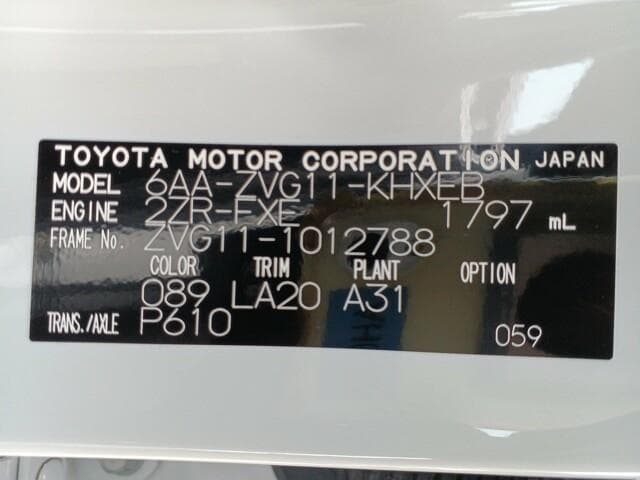 TOYOTA MOTOR CORPORATION JAPAN
MODEL 6AA-ZVG11-KHXEB
ENGINE 2ZR-FXE 1797 mL
FRAME No. ZVG11-1012788
COLOR TRIM PLANT OPTION
089 LA20 A31
TRANS./AXLE P610
059